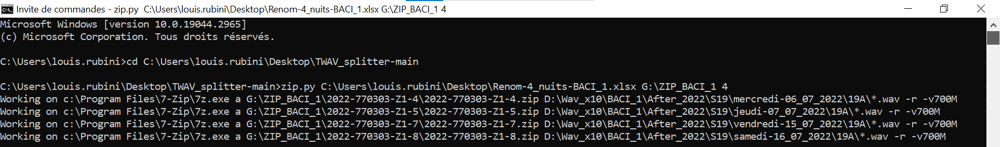 Invite de commandes - zip.py  C:\Users\louis.rubini\Desktop\Renom-4_nuits-BACI_1.xlsx G:\ZIP_BACI_1 4
Microsoft Windows [version 10.0.19044.2965]
(c) Microsoft Corporation. Tous droits réservés.
C:\Users\louis.rubini>cd C:\Users\louis.rubini\Desktop\TWAV_splitter-main
C:\Users\louis.rubini\Desktop\TWAV_splitter-main>zip.py C:\Users\louis.rubini\Desktop\Renom-4_nuits-BACI_1.xlsx G:\ZIP_BACI_1 4
Working on c:\Program Files\7-Zip\7z.exe a G:\ZIP_BACI_1\2022-770303-Z1-4\2022-770303-Z1-4.zip D:\Wav_x10\BACI_1\After_2022\S19\mercredi-06_07_2022\19A\*.wav -r -v700M
Working on c:\Program Files\7-Zip\7z.exe a G:\ZIP_BACI_1\2022-770303-Z1-5\2022-770303-Z1-5.zip D:\Wav_x10\BACI_1\After_2022\S19\jeudi-07_07_2022\19A\*.wav -r -v700M
Working on c:\Program Files\7-Zip\7z.exe a G:\ZIP_BACI_1\2022-770303-Z1-7\2022-770303-Z1-7.zip D:\Wav_x10\BACI_1\After_2022\S19\vendredi-15_07_2022\19A\*.wav -r -v700M
Working on c:\Program Files\7-Zip\7z.exe a G:\ZIP_BACI_1\2022-770303-Z1-8\2022-770303-Z1-8.zip D:\Wav_x10\BACI_1\After_2022\S19\samedi-16_07_2022\19A\*.wav -r -v700M